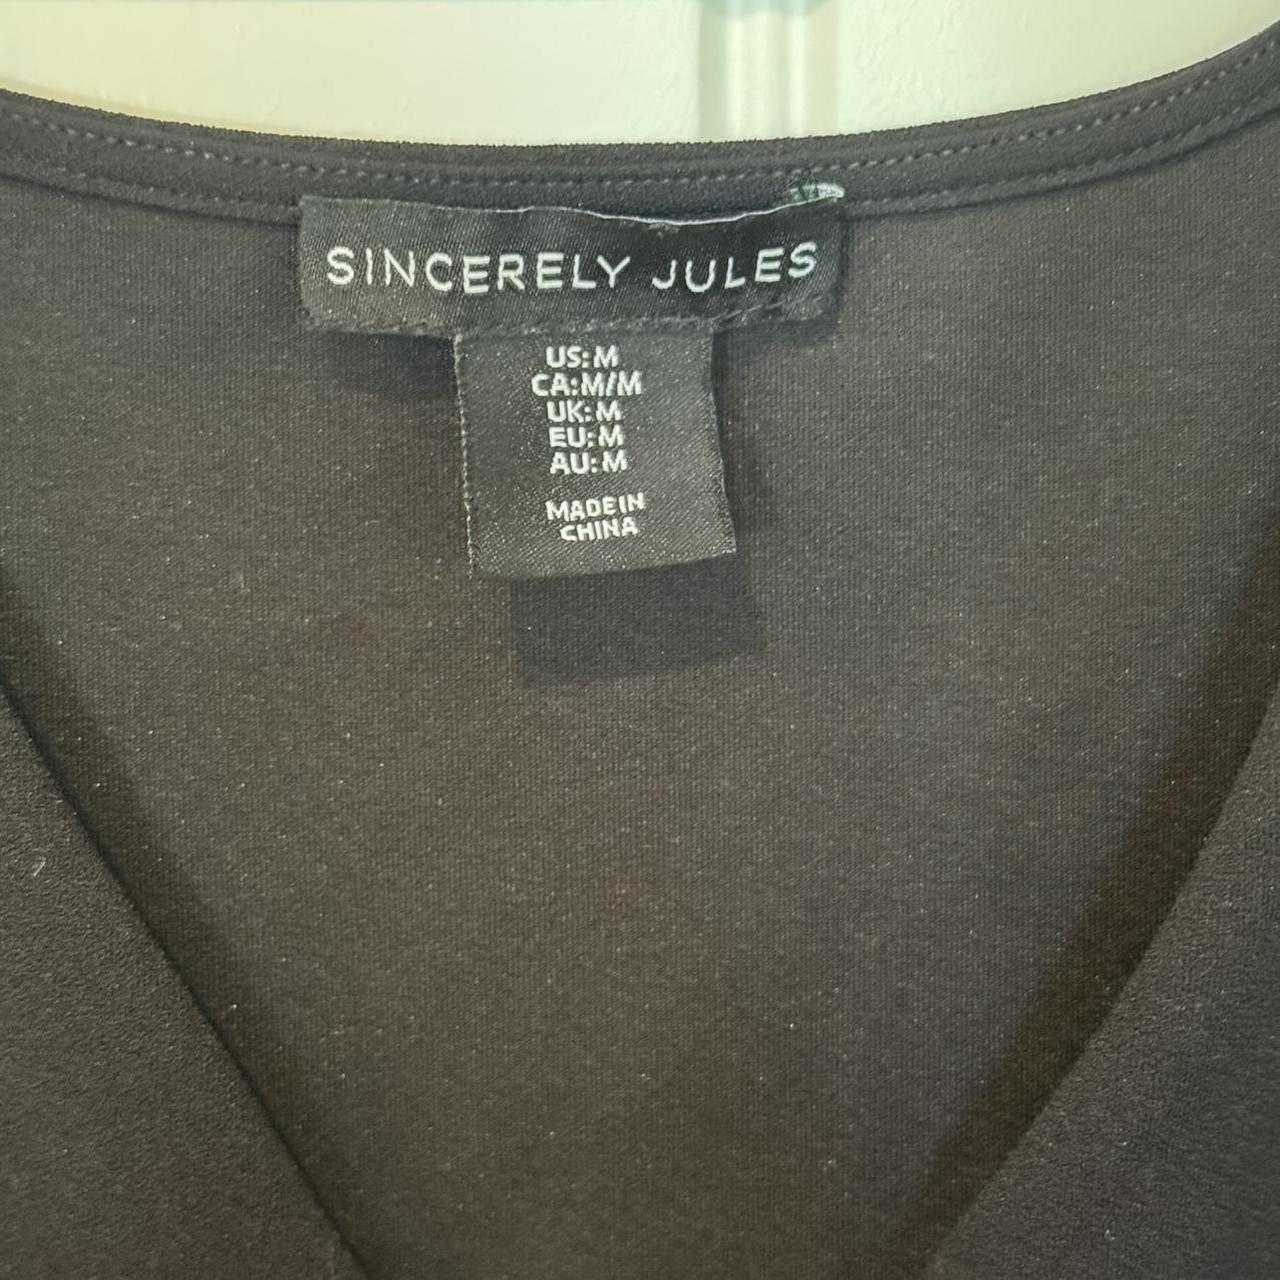 SINCERELY JULES
US: M
CA: M/M
UK: M
EU: M
AU: M
MADE IN
CHINA